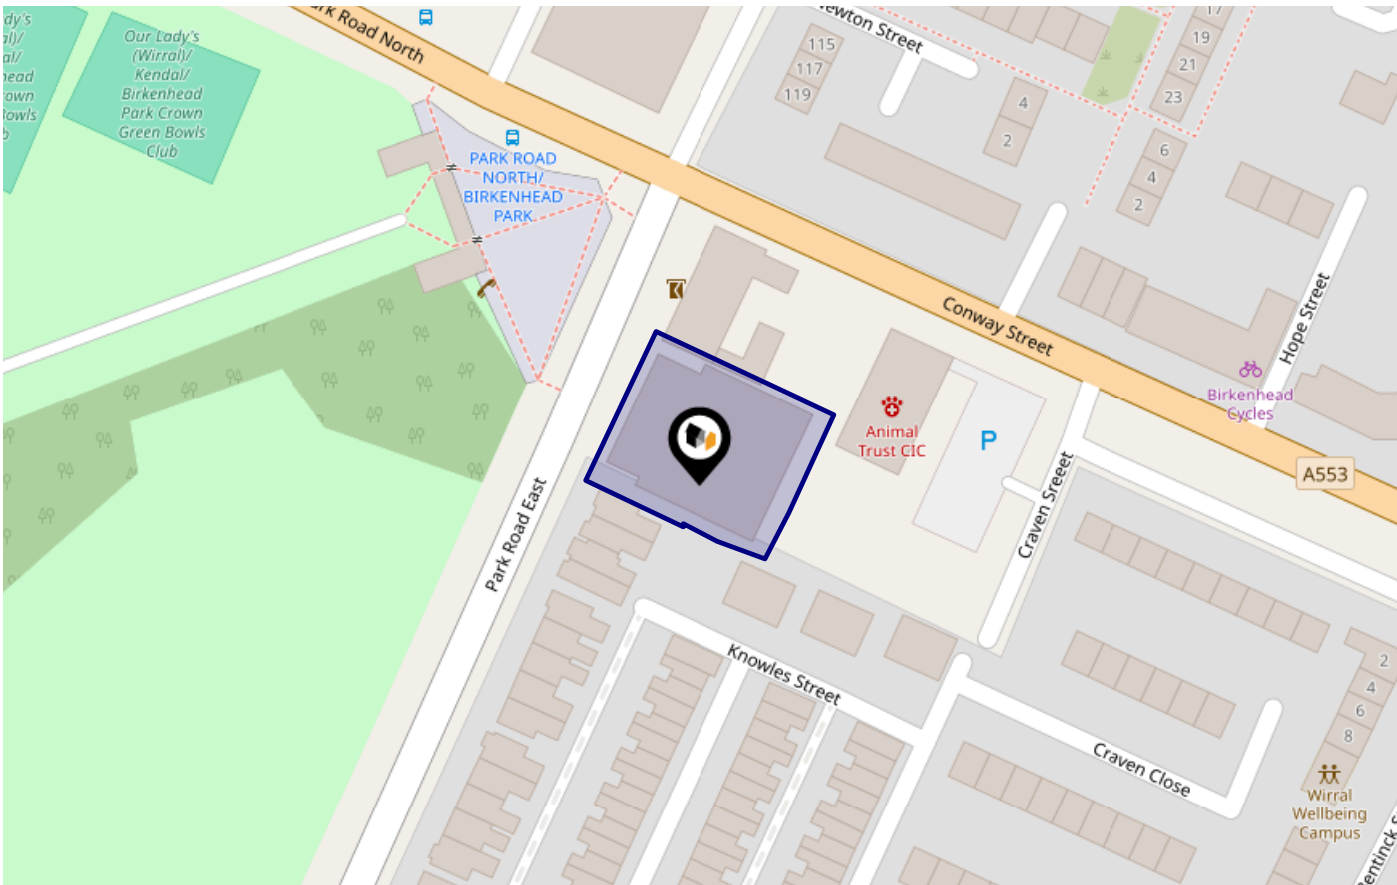 Park Road North
Newton Street
Our Lady's
(Wirral)/
Kendal/
Birkenhead
Park Crown
Green Bowls
Club
115
117
119
17
19
21
23
4
2
6
4
2
PARK ROAD
NORTH/
BIRKENHEAD
PARK
Conway Street
Hope Street
Birkenhead
Cycles
Animal
Trust CIC
P
A553
Park Road East
Craven Sreeet
Knowles Street
Craven Close
2
4
6
8
Wirral
Wellbeing
Campus